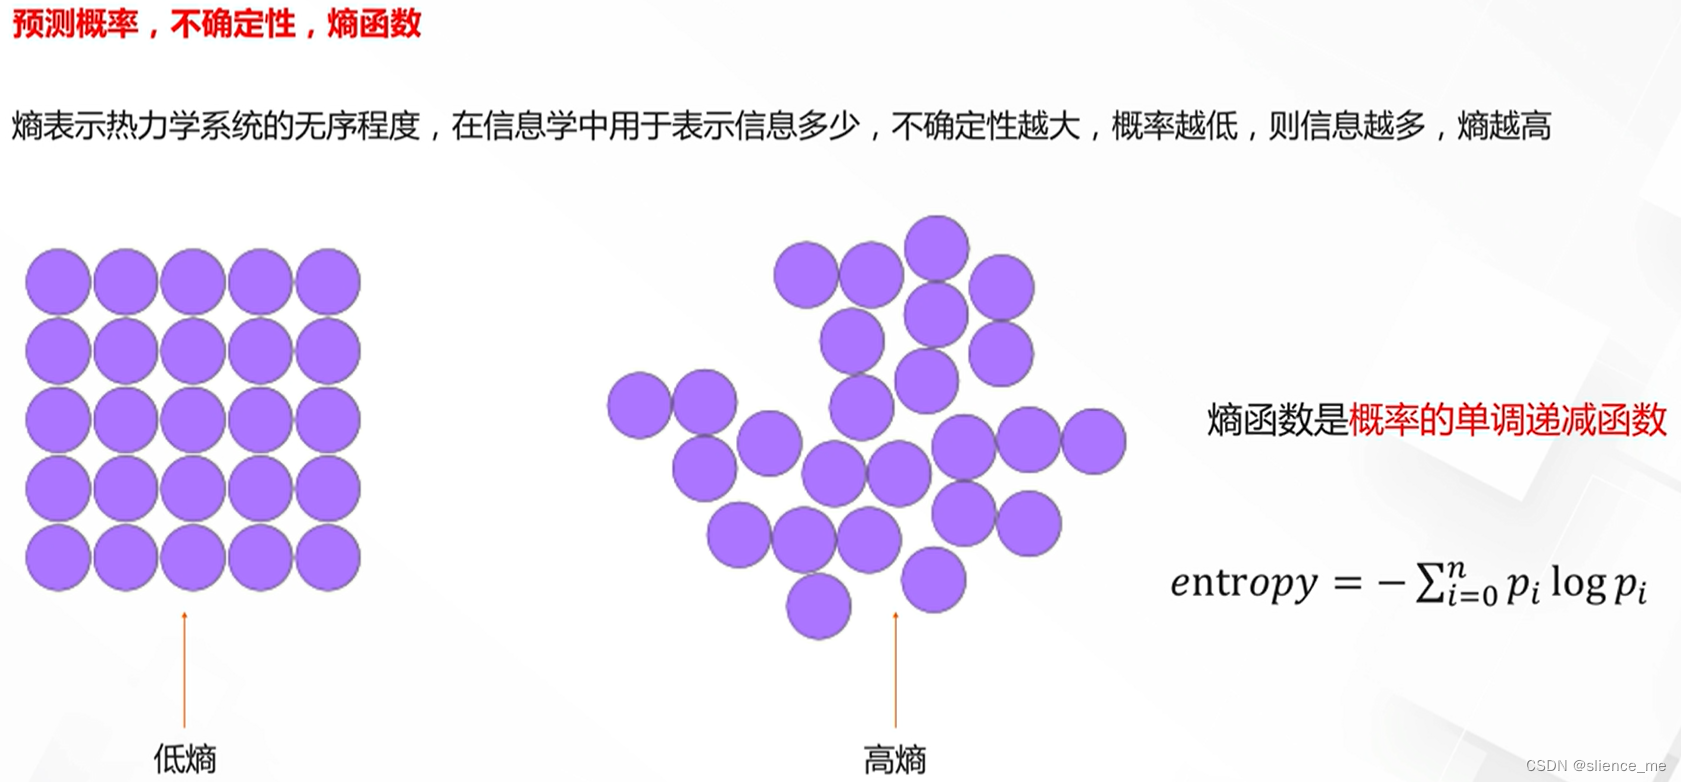 预测概率，不确定性，熵函数
熵表示热力学系统的无序程度，在信息学中用于表示信息多少，不确定性越大，概率越低，则信息越多，熵越高
熵函数是概率的单调递减函数
entropy = −∑ⁿᵢ₌₀ pᵢ log pᵢ
低熵
高熵
CSDN @slience_me